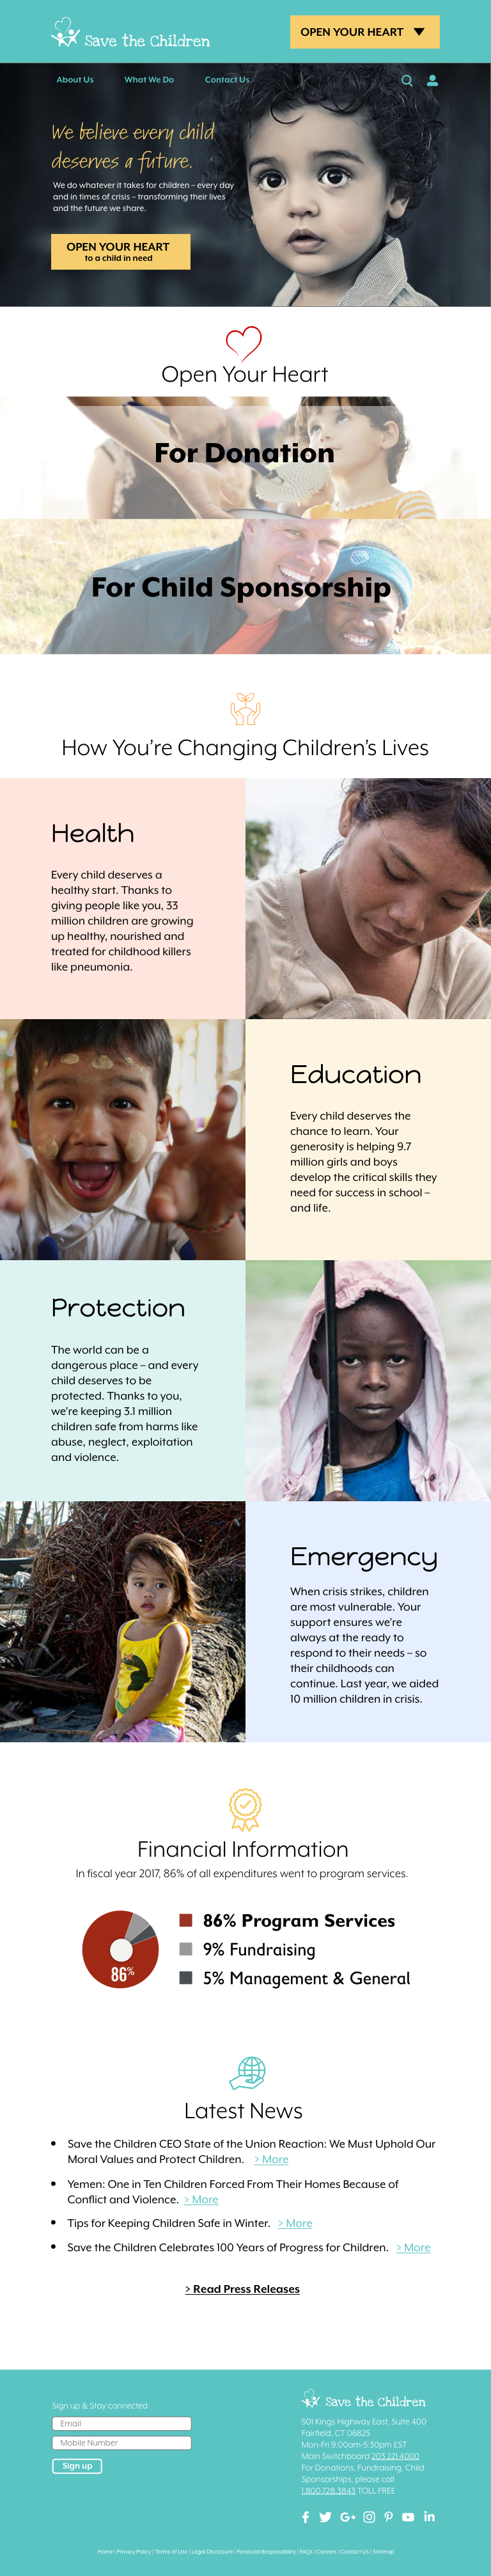 Save the Children
OPEN YOUR HEART
About Us
What We Do
Contact Us
We believe every child
deserves a future.
We do whatever it takes for children – every day
and in times of crisis – transforming their lives
and the future we share.
OPEN YOUR HEART
to a child in need
Open Your Heart
For Donation
For Child Sponsorship
How You're Changing Children's Lives
Health
Every child deserves a
healthy start. Thanks to
giving people like you, 33
million children are growing
up healthy, nourished and
treated for childhood killers
like pneumonia.
Education
Every child deserves the
chance to learn. Your
generosity is helping 9.7
million girls and boys
develop the critical skills they
need for success in school –
and life.
Protection
The world can be a
dangerous place – and every
child deserves to be
protected. Thanks to you,
we're keeping 3.1 million
children safe from harms like
abuse, neglect, exploitation
and violence.
Emergency
When crisis strikes, children
are most vulnerable. Your
support ensures we're
always at the ready to
respond to their needs – so
their childhoods can
continue. Last year, we aided
10 million children in crisis.
Financial Information
In fiscal year 2017, 86% of all expenditures went to program services.
86%
86% Program Services
9% Fundraising
5% Management & General
Latest News
• Save the Children CEO State of the Union Reaction: We Must Uphold Our
Moral Values and Protect Children. > More
• Yemen: One in Ten Children Forced From Their Homes Because of
Conflict and Violence. > More
• Tips for Keeping Children Safe in Winter. > More
• Save the Children Celebrates 100 Years of Progress for Children. > More
> Read Press Releases
Sign up & Stay connected
Email
Mobile Number
Sign up
Save the Children
501 Kings Highway East, Suite 400
Fairfield, CT 06825
Mon-Fri 9:00am-5:30pm EST
Main Switchboard 203.221.4000
For Donations, Fundraising, Child
Sponsorships, please call
1.800.728.3843 TOLL FREE
Home | Privacy Policy | Terms of Use | Legal Disclosure | Financial Responsibility | FAQs | Careers | Contact Us | Sitemap